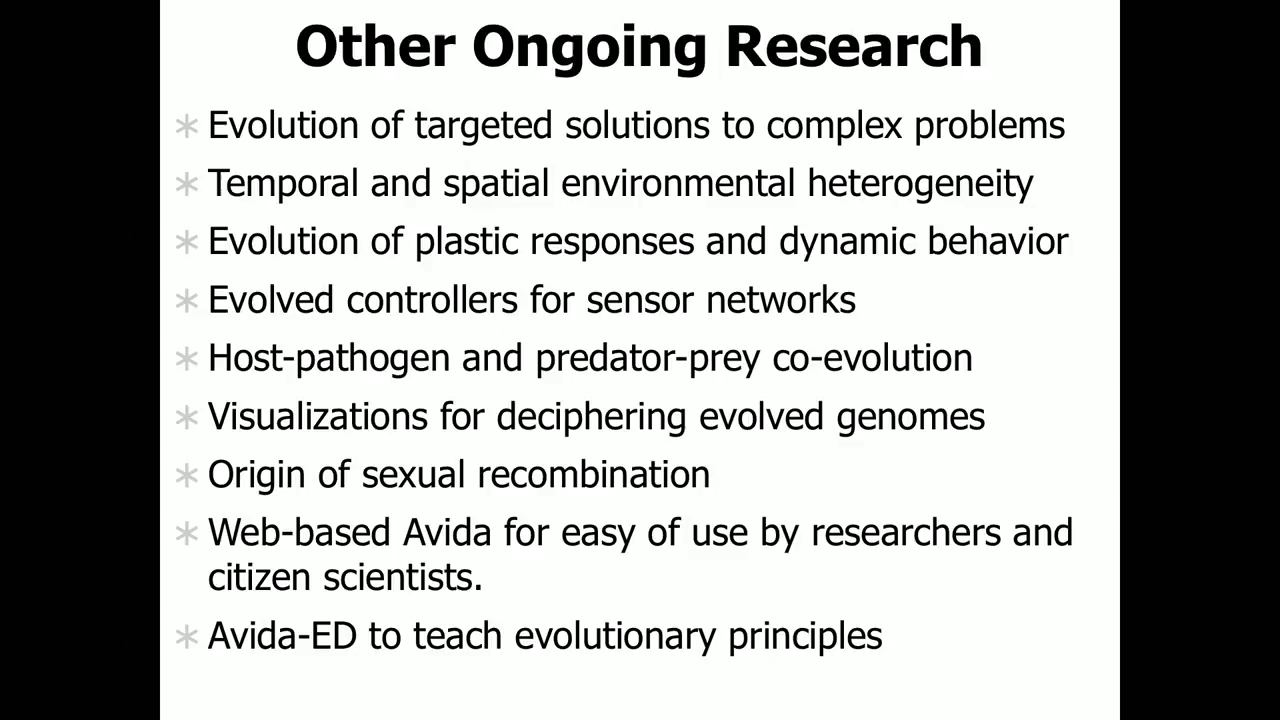 Other Ongoing Research
* Evolution of targeted solutions to complex problems
* Temporal and spatial environmental heterogeneity
* Evolution of plastic responses and dynamic behavior
* Evolved controllers for sensor networks
* Host-pathogen and predator-prey co-evolution
* Visualizations for deciphering evolved genomes
* Origin of sexual recombination
* Web-based Avida for easy of use by researchers and
citizen scientists.
* Avida-ED to teach evolutionary principles